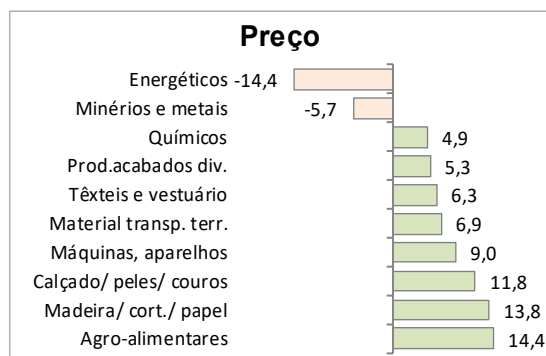 Preço
Energéticos -14,4
Minérios e metais -5,7
Químicos 4,9
Prod.acabados div. 5,3
Têxteis e vestuário 6,3
Material transp. terr. 6,9
Máquinas, aparelhos 9,0
Calçado/ peles/ couros 11,8
Madeira/ cort./ papel 13,8
Agro-alimentares 14,4